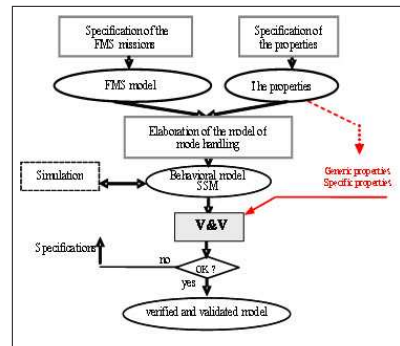 Specification of the
FMS missions
Specification of
the properties
FMS model
The properties
Elaboration of the model of
mode handling
Generic properties
Specific properties
Simulation
Behavioral model
SSM
V&V
Specifications
no
OK ?
yes
verified and validated model